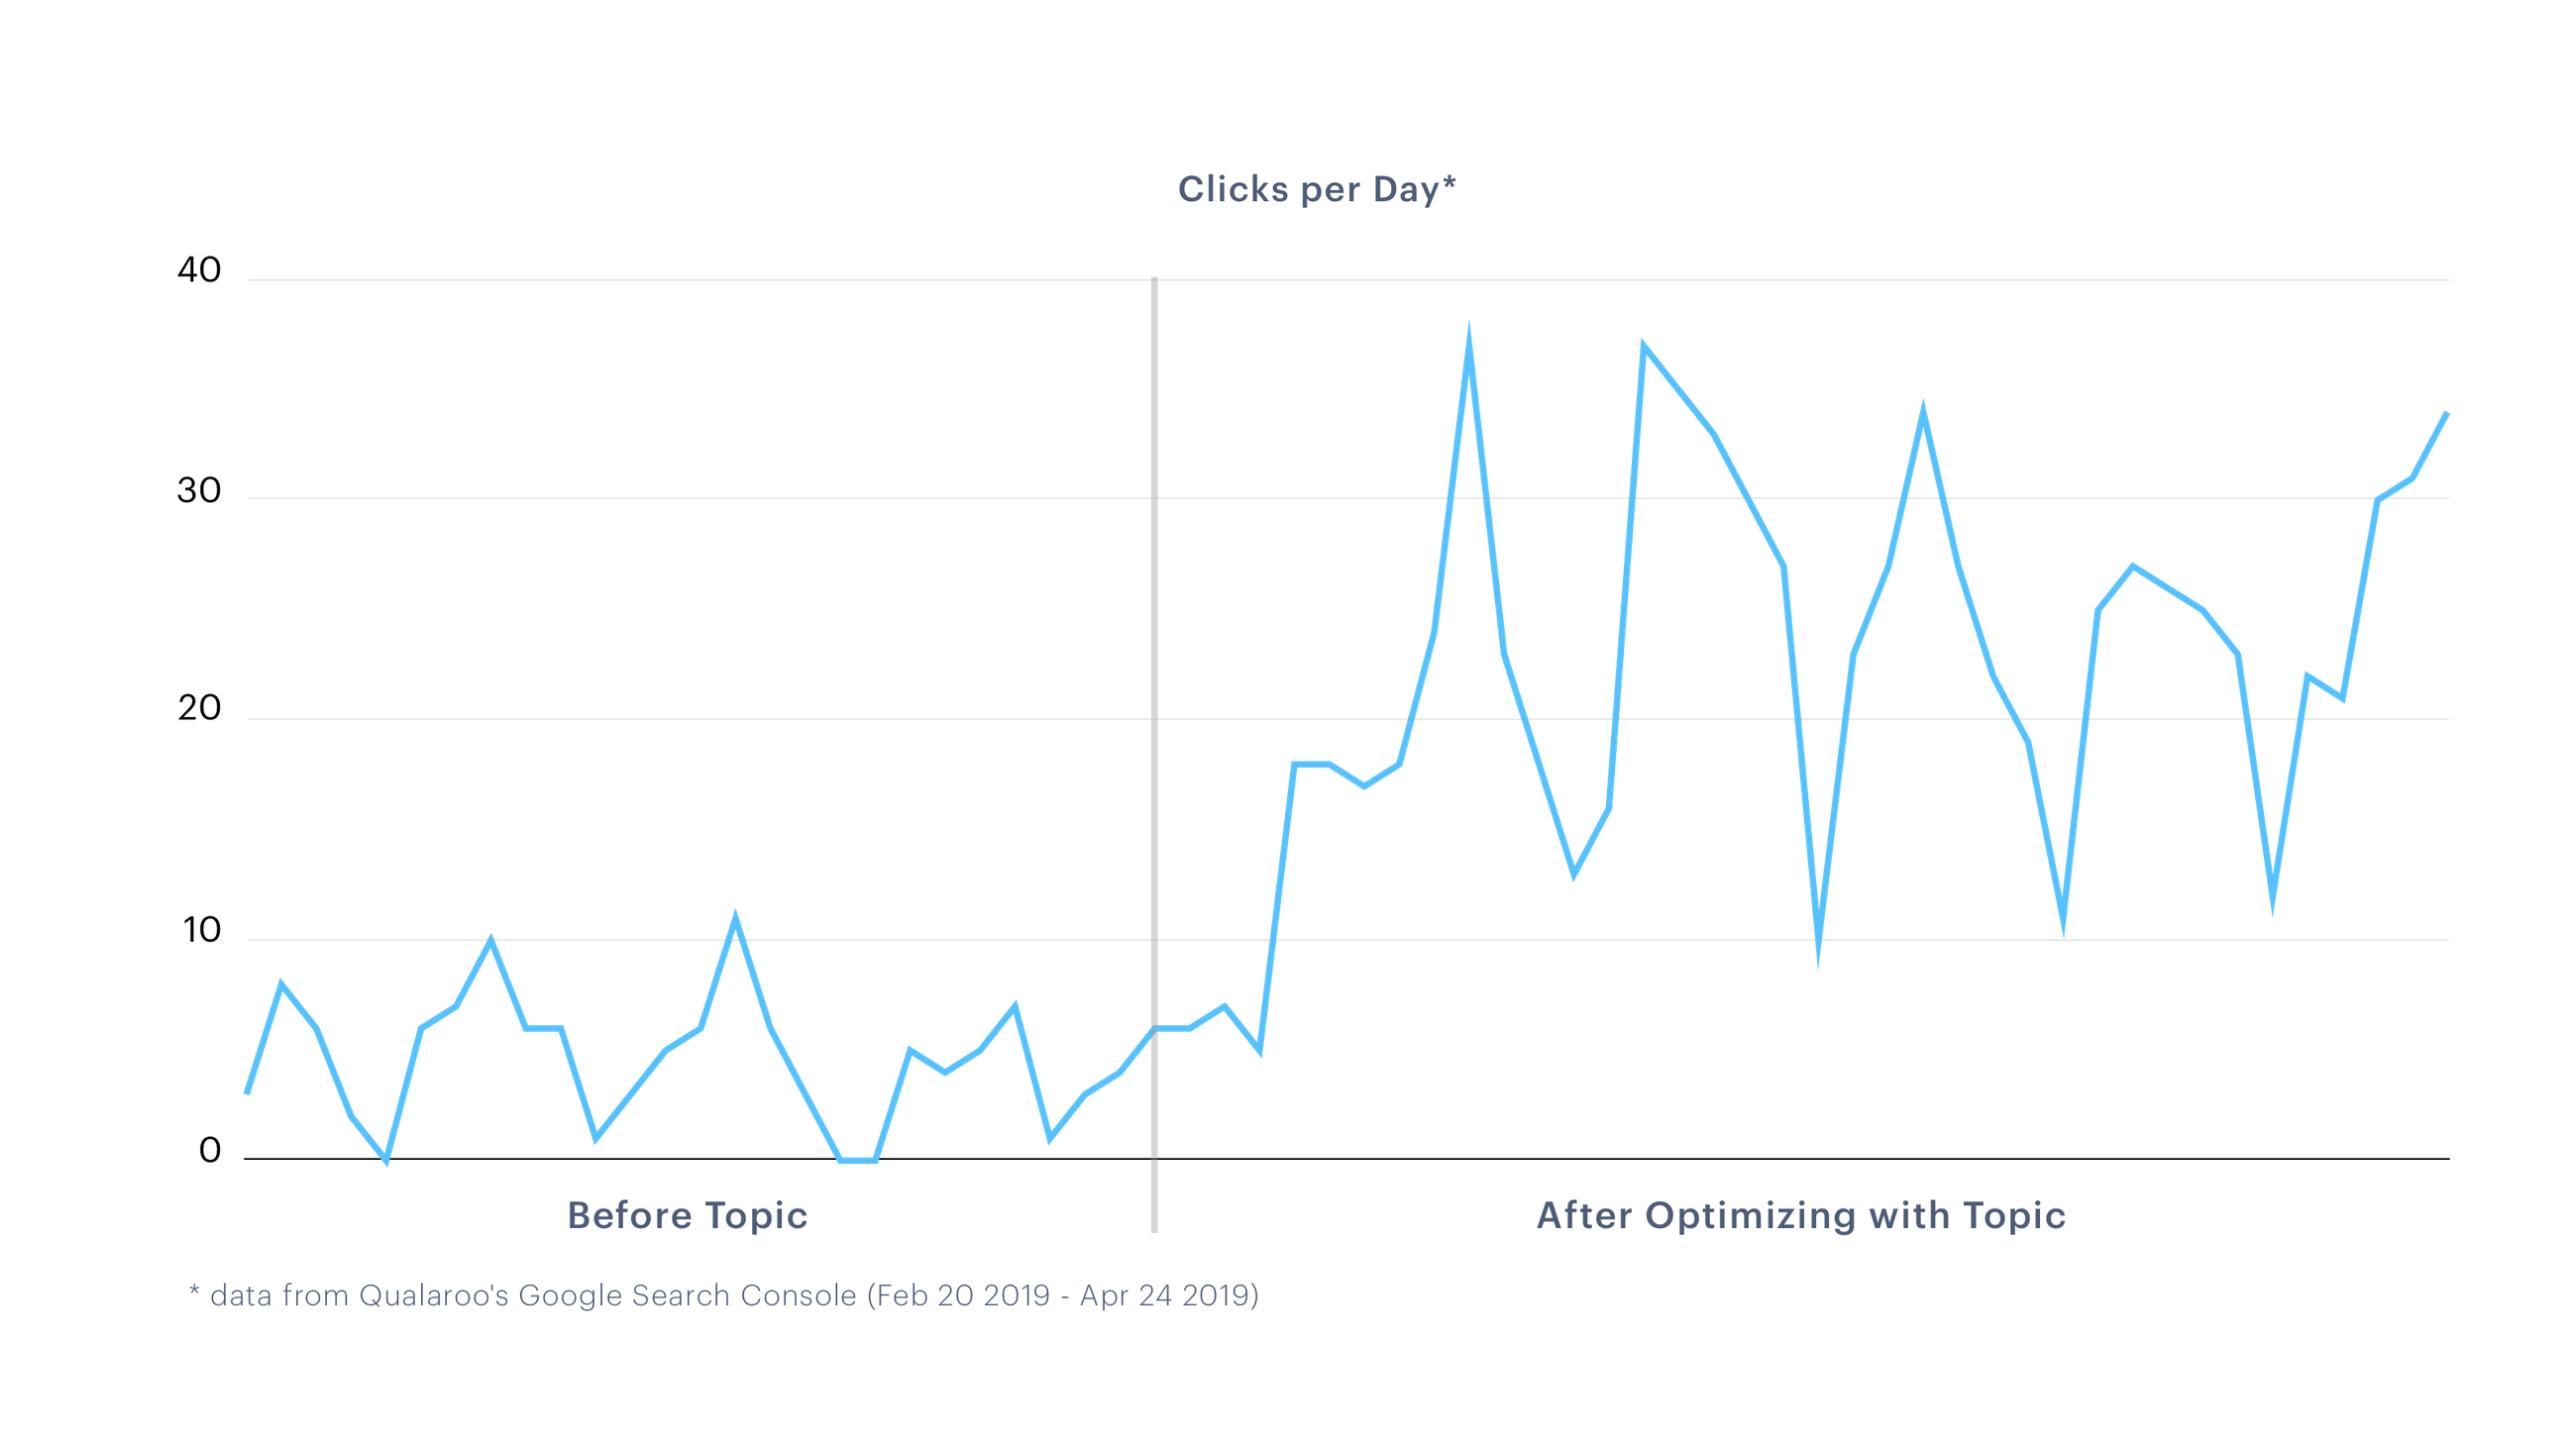 Clicks per Day*
40
30
20
10
0
Before Topic
After Optimizing with Topic
* data from Qualaroo's Google Search Console (Feb 20 2019 - Apr 24 2019)